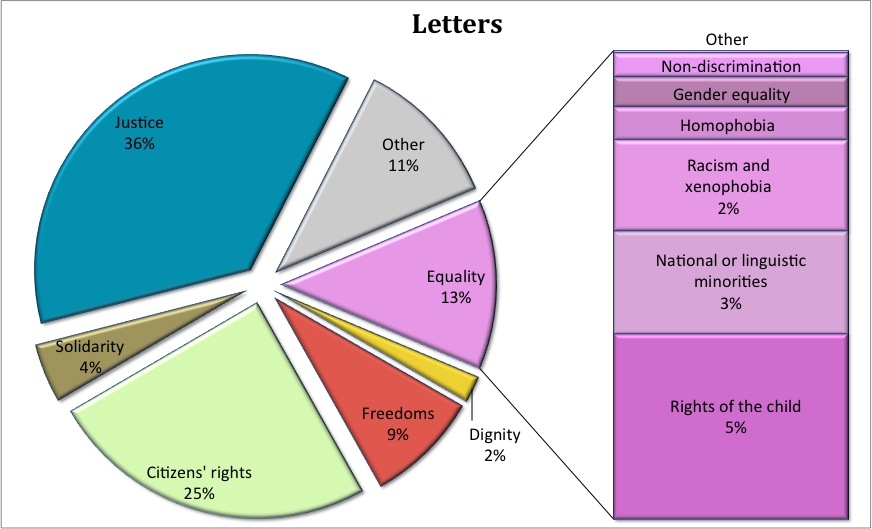 Letters
Justice
36%
Other
11%
Equality
13%
Dignity
2%
Freedoms
9%
Citizens' rights
25%
Solidarity
4%
Other
Non-discrimination
Gender equality
Homophobia
Racism and
xenophobia
2%
National or linguistic
minorities
3%
Rights of the child
5%